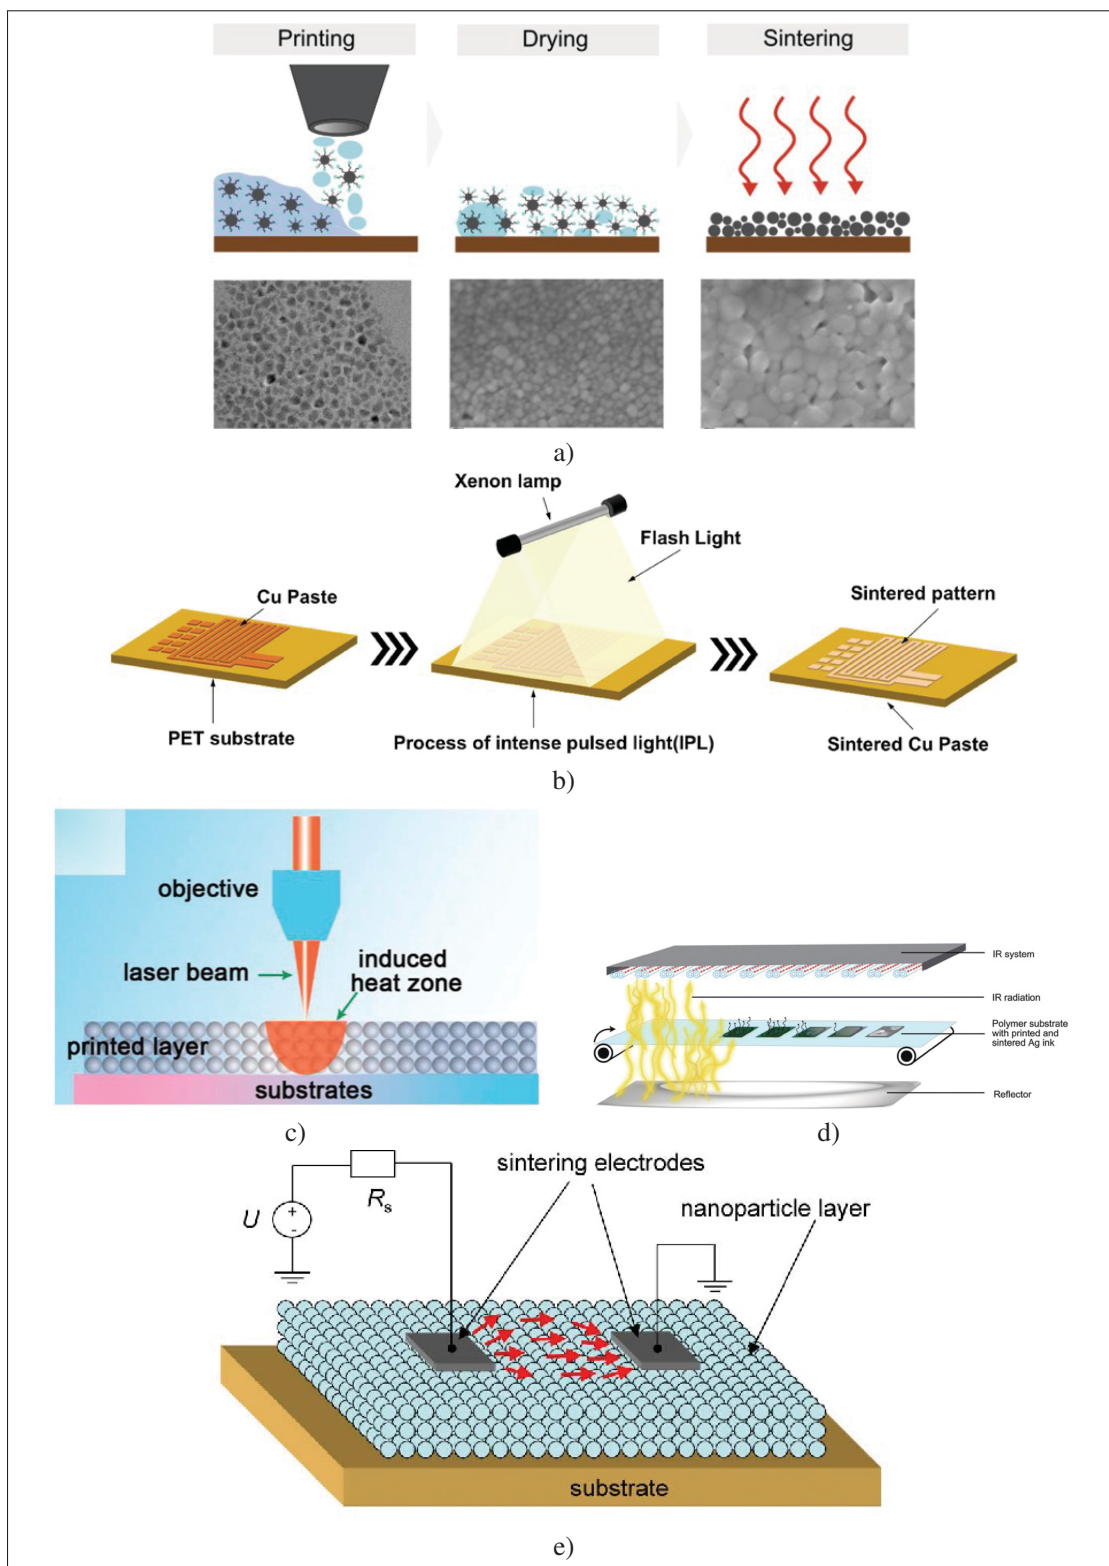 Printing
Drying
Sintering
a)
Xenon lamp
Flash Light
Cu Paste
Sintered pattern
PET substrate
Process of intense pulsed light(IPL)
Sintered Cu Paste
b)
objective
laser beam
induced
heat zone
printed layer
substrates
c)
IR system
IR radiation
Polymer substrate
with printed and
sintered Ag ink
Reflector
d)
sintering electrodes
Rs
U
+
-
nanoparticle layer
substrate
e)